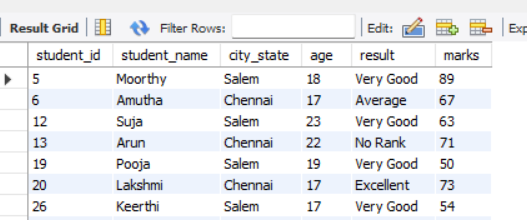 Result Grid Filter Rows: Edit: Exp
student_id student_name city_state age result marks
5 Moorthy Salem 18 Very Good 89
6 Amutha Chennai 17 Average 67
12 Suja Salem 23 Very Good 63
13 Arun Chennai 22 No Rank 71
19 Pooja Salem 19 Very Good 50
20 Lakshmi Chennai 17 Excellent 73
26 Keerthi Salem 17 Very Good 54